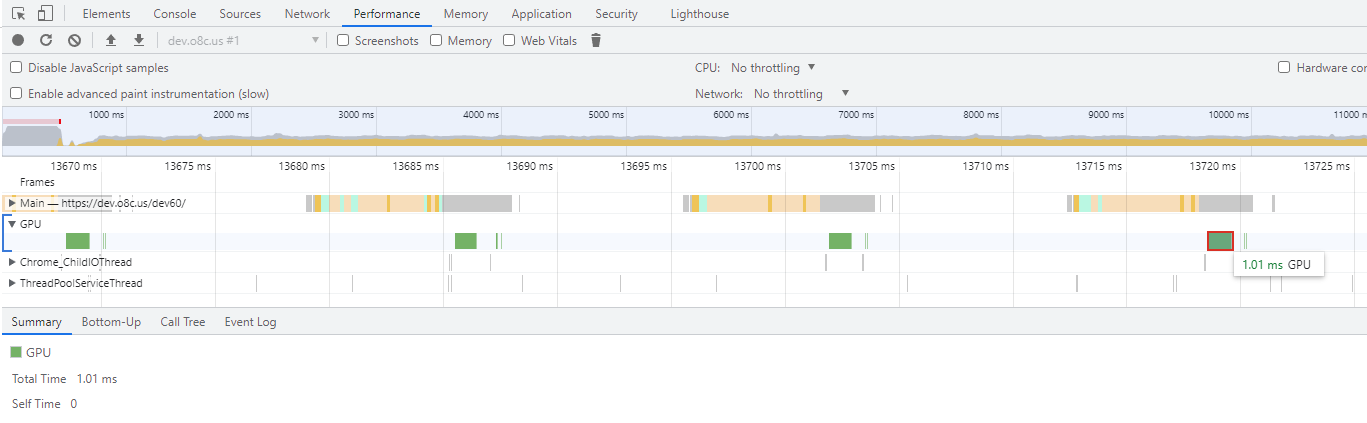 Elements Console Sources Network Performance Memory Application Security Lighthouse
dev.o8c.us #1 Screenshots Memory Web Vitals
Disable JavaScript samples CPU: No throttling Hardware cor
Enable advanced paint instrumentation (slow) Network: No throttling
1000 ms 2000 ms 3000 ms 4000 ms 5000 ms 6000 ms 7000 ms 8000 ms 9000 ms 10000 ms 11000 m
13670 ms 13675 ms 13680 ms 13685 ms 13690 ms 13695 ms 13700 ms 13705 ms 13710 ms 13715 ms 13720 ms 13725 ms
Frames
Main — https://dev.o8c.us/dev60/
GPU
Chrome_ChildIOThread
1.01 ms GPU
ThreadPoolServiceThread
Summary Bottom-Up Call Tree Event Log
GPU
Total Time 1.01 ms
Self Time 0